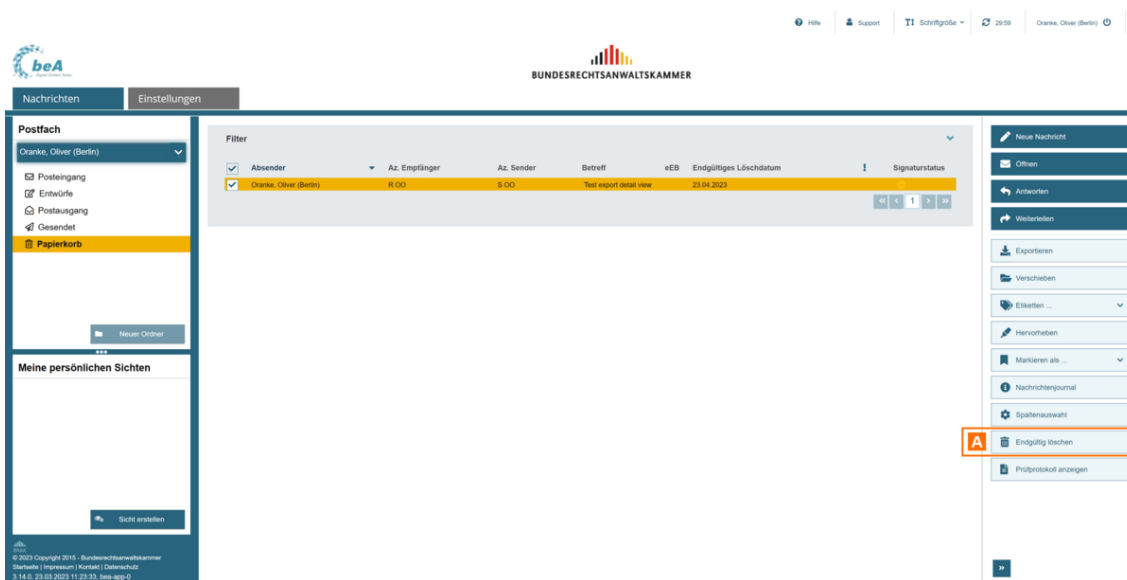 Hilfe Support Schriftgröße 29:59 Oranke, Oliver (Berlin)
beA
BUNDESRECHTSANWALTSKAMMER
Nachrichten Einstellungen
Postfach
Oranke, Oliver (Berlin)
Posteingang
Entwürfe
Postausgang
Gesendet
Papierkorb
Neuer Ordner
Meine persönlichen Sichten
Sicht erstellen
BRAK
© 2023 Copyright 2015 - Bundesrechtsanwaltskammer
Startseite | Impressum | Kontakt | Datenschutz
3.14.0, 23.03.2023 11:23:33, bea-app-0
Filter
Absender Az. Empfänger Az. Sender Betreff eEB Endgültiges Löschdatum ! Signaturstatus
Oranke, Oliver (Berlin) R OO S OO Test export detail view 23.04.2023
« ‹ 1 › »
Neue Nachricht
Öffnen
Antworten
Weiterleiten
Exportieren
Verschieben
Etiketten ...
Hervorheben
Markieren als ...
Nachrichtenjournal
Spaltenauswahl
A Endgültig löschen
Prüfprotokoll anzeigen
»